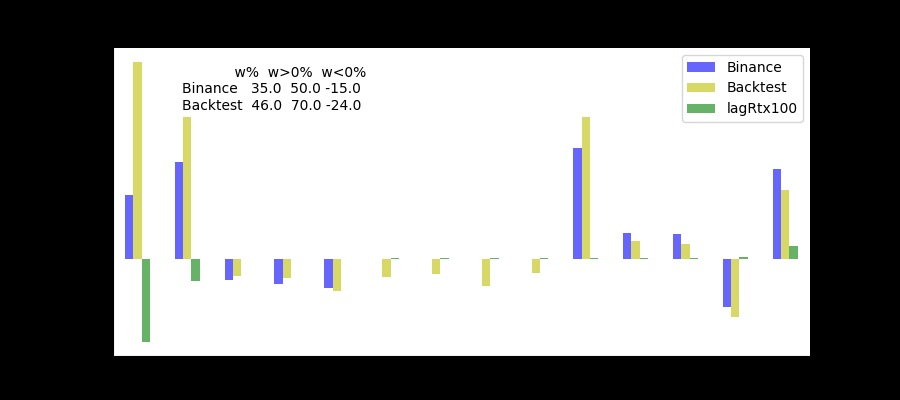 w% w>0% w<0%
Binance 35.0 50.0 -15.0
Backtest 46.0 70.0 -24.0
Binance
Backtest
lagRtx100